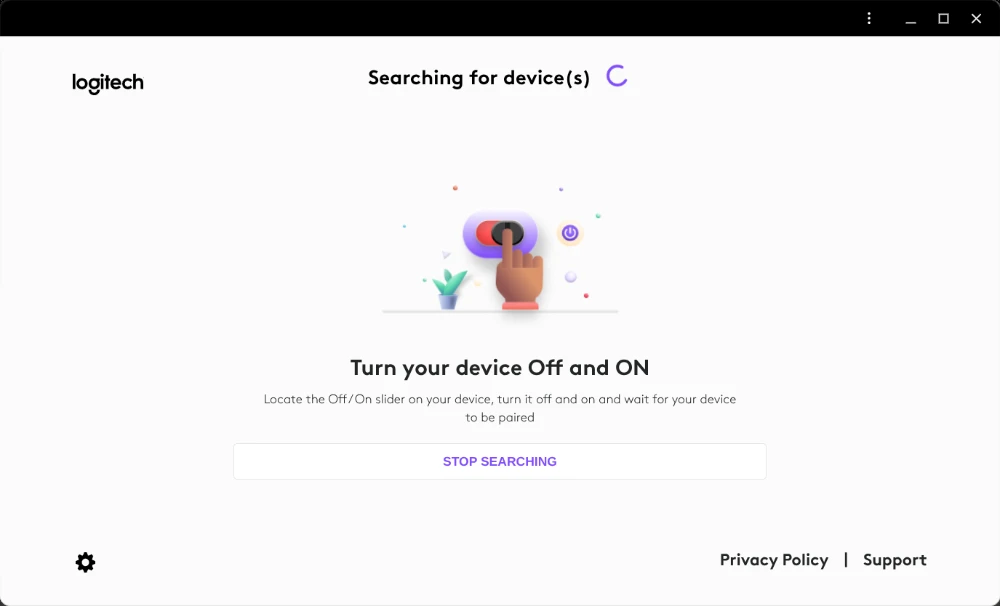 logitech
Searching for device(s)
Turn your device Off and ON
Locate the Off/On slider on your device, turn it off and on and wait for your device
to be paired
STOP SEARCHING
Privacy Policy | Support